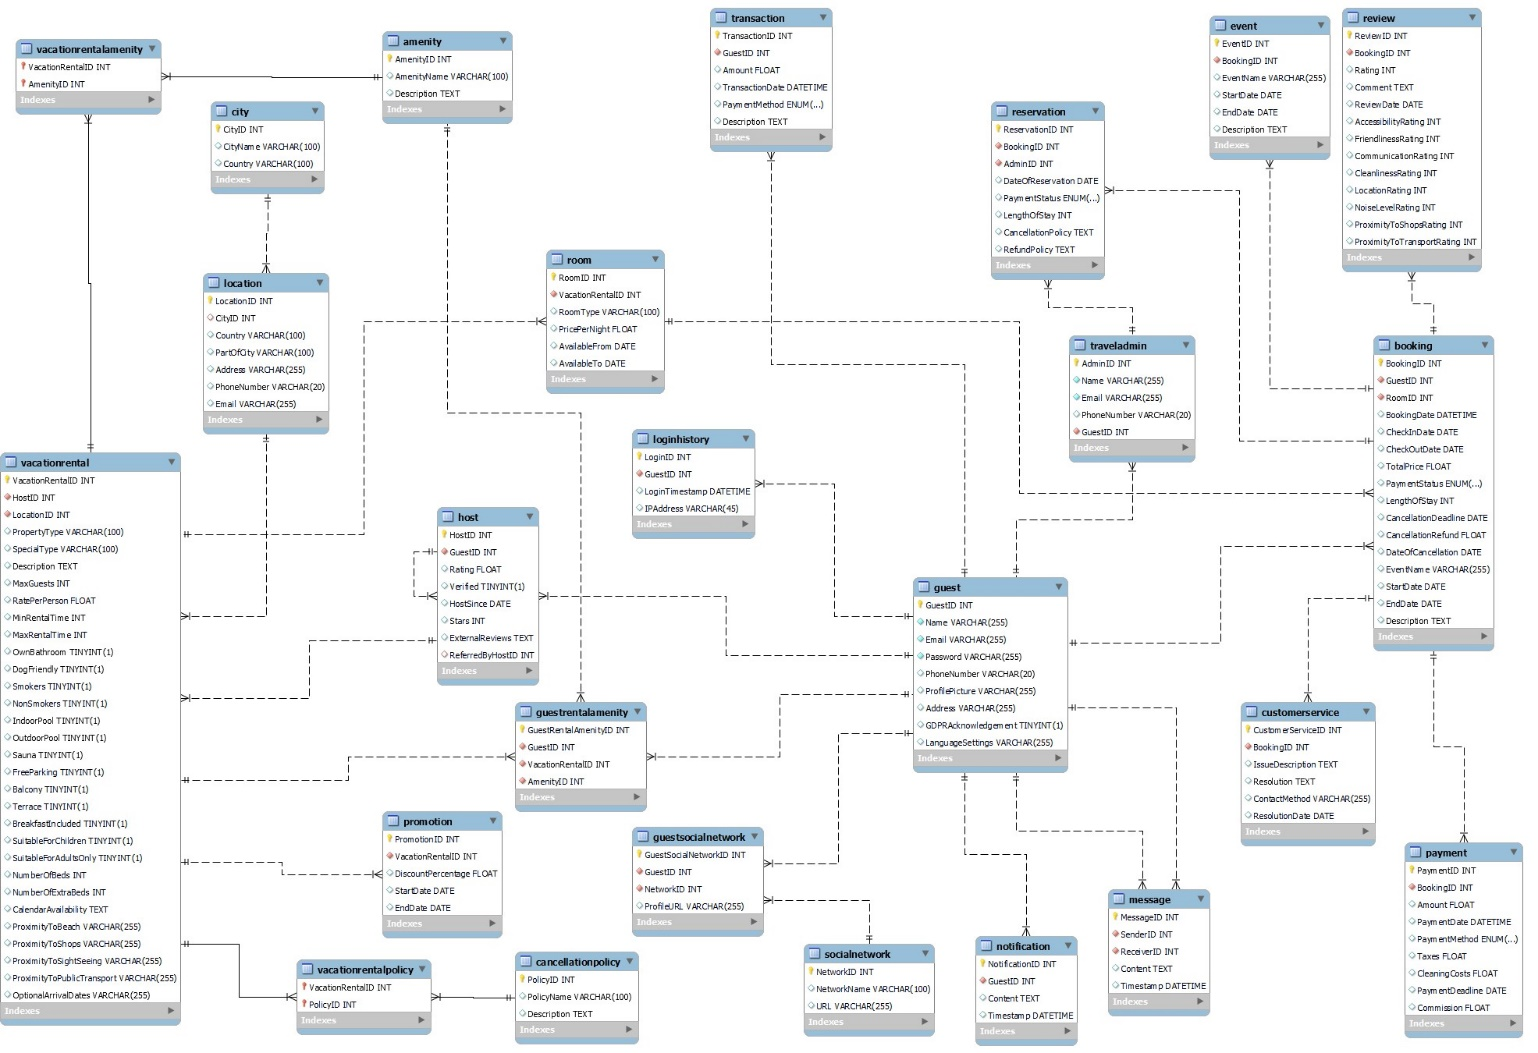 vacationrentalamenity
VacationRentalID INT
AmenityID INT
Indexes
amenity
AmenityID INT
AmenityName VARCHAR(100)
Description TEXT
Indexes
transaction
TransactionID INT
GuestID INT
Amount FLOAT
TransactionDate DATETIME
PaymentMethod ENUM(...)
Description TEXT
Indexes
event
EventID INT
BookingID INT
EventName VARCHAR(255)
StartDate DATE
EndDate DATE
Description TEXT
Indexes
review
ReviewID INT
BookingID INT
Rating INT
Comment TEXT
ReviewDate DATE
AccessibilityRating INT
FriendlinessRating INT
CommunicationRating INT
CleanlinessRating INT
LocationRating INT
NoiseLevelRating INT
ProximityToShopsRating INT
ProximityToTransportRating INT
Indexes
city
CityID INT
CityName VARCHAR(100)
Country VARCHAR(100)
Indexes
reservation
ReservationID INT
BookingID INT
AdminID INT
DateOfReservation DATE
PaymentStatus ENUM(...)
LengthOfStay INT
CancellationPolicy TEXT
RefundPolicy TEXT
Indexes
location
LocationID INT
CityID INT
Country VARCHAR(100)
PartOfCity VARCHAR(100)
Address VARCHAR(255)
PhoneNumber VARCHAR(20)
Email VARCHAR(255)
Indexes
room
RoomID INT
VacationRentalID INT
RoomType VARCHAR(100)
PricePerNight FLOAT
AvailableFrom DATE
AvailableTo DATE
Indexes
traveladmin
AdminID INT
Name VARCHAR(255)
Email VARCHAR(255)
PhoneNumber VARCHAR(20)
GuestID INT
Indexes
booking
BookingID INT
GuestID INT
RoomID INT
BookingDate DATETIME
CheckInDate DATE
CheckOutDate DATE
TotalPrice FLOAT
PaymentStatus ENUM(...)
LengthOfStay INT
CancellationDeadline DATE
CancellationRefund FLOAT
DateOfCancellation DATE
EventName VARCHAR(255)
StartDate DATE
EndDate DATE
Description TEXT
Indexes
vacationrental
VacationRentalID INT
HostID INT
LocationID INT
PropertyType VARCHAR(100)
SpecialType VARCHAR(100)
Description TEXT
MaxGuests INT
RatePerPerson FLOAT
MinRentalTime INT
MaxRentalTime INT
OwnBathroom TINYINT(1)
DogFriendly TINYINT(1)
Smokers TINYINT(1)
NonSmokers TINYINT(1)
IndoorPool TINYINT(1)
OutdoorPool TINYINT(1)
Sauna TINYINT(1)
FreeParking TINYINT(1)
Balcony TINYINT(1)
Terrace TINYINT(1)
BreakfastIncluded TINYINT(1)
SuitableForChildren TINYINT(1)
SuitableForAdultsOnly TINYINT(1)
NumberOfBeds INT
NumberOfExtraBeds INT
CalendarAvailability TEXT
ProximityToBeach VARCHAR(255)
ProximityToShops VARCHAR(255)
ProximityToSightSeeing VARCHAR(255)
ProximityToPublicTransport VARCHAR(255)
OptionalArrivalDates VARCHAR(255)
Indexes
loginhistory
LoginID INT
GuestID INT
LoginTimestamp DATETIME
IPAddress VARCHAR(45)
Indexes
host
HostID INT
GuestID INT
Rating FLOAT
Verified TINYINT(1)
HostSince DATE
Stars INT
ExternalReviews TEXT
ReferredByHostID INT
Indexes
guest
GuestID INT
Name VARCHAR(255)
Email VARCHAR(255)
Password VARCHAR(255)
PhoneNumber VARCHAR(20)
ProfilePicture VARCHAR(255)
Address VARCHAR(255)
GDPRAcknowledgement TINYINT(1)
LanguageSettings VARCHAR(255)
Indexes
guestrentalamenity
GuestRentalAmenityID INT
GuestID INT
VacationRentalID INT
AmenityID INT
Indexes
customerservice
CustomerServiceID INT
BookingID INT
IssueDescription TEXT
Resolution TEXT
ContactMethod VARCHAR(255)
ResolutionDate DATE
Indexes
promotion
PromotionID INT
VacationRentalID INT
DiscountPercentage FLOAT
StartDate DATE
EndDate DATE
Indexes
guestsocialnetwork
GuestSocialNetworkID INT
GuestID INT
NetworkID INT
ProfileURL VARCHAR(255)
Indexes
payment
PaymentID INT
BookingID INT
Amount FLOAT
PaymentDate DATETIME
PaymentMethod ENUM(...)
Taxes FLOAT
CleaningCosts FLOAT
PaymentDeadline DATE
Commission FLOAT
Indexes
message
MessageID INT
SenderID INT
ReceiverID INT
Content TEXT
Timestamp DATETIME
Indexes
notification
NotificationID INT
GuestID INT
Content TEXT
Timestamp DATETIME
Indexes
socialnetwork
NetworkID INT
NetworkName VARCHAR(100)
URL VARCHAR(255)
Indexes
cancellationpolicy
PolicyID INT
PolicyName VARCHAR(100)
Description TEXT
Indexes
vacationrentalpolicy
VacationRentalID INT
PolicyID INT
Indexes